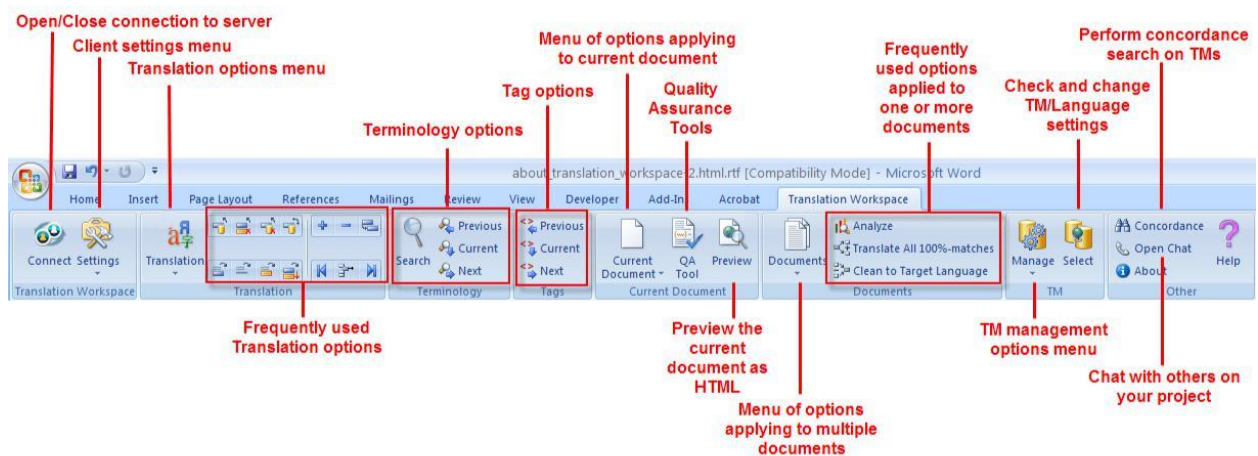 Open/Close connection to server
Client settings menu
Translation options menu
Terminology options
Tag options
Menu of options applying
to current document
Quality
Assurance
Tools
Frequently
used options
applied to
one or more
documents
Check and change
TM/Language
settings
Perform concordance
search on TMs
about_translation_workspace-2.html.rtf [Compatibility Mode] - Microsoft Word
Home Insert Page Layout References Mailings Review View Developer Add-In Acrobat Translation Workspace
Connect Settings
Translation Workspace
Translation
Translation
Search
Previous
Current
Next
Terminology
Previous
Current
Next
Tags
Current
Document
QA
Tool
Preview
Current Document
Documents
Analyze
Translate All 100%-matches
Clean to Target Language
Documents
Manage Select
TM
Concordance
Open Chat
About
Help
Other
Frequently used
Translation options
Preview the
current
document as
HTML
Menu of options
applying to multiple
documents
TM management
options menu
Chat with others on
your project